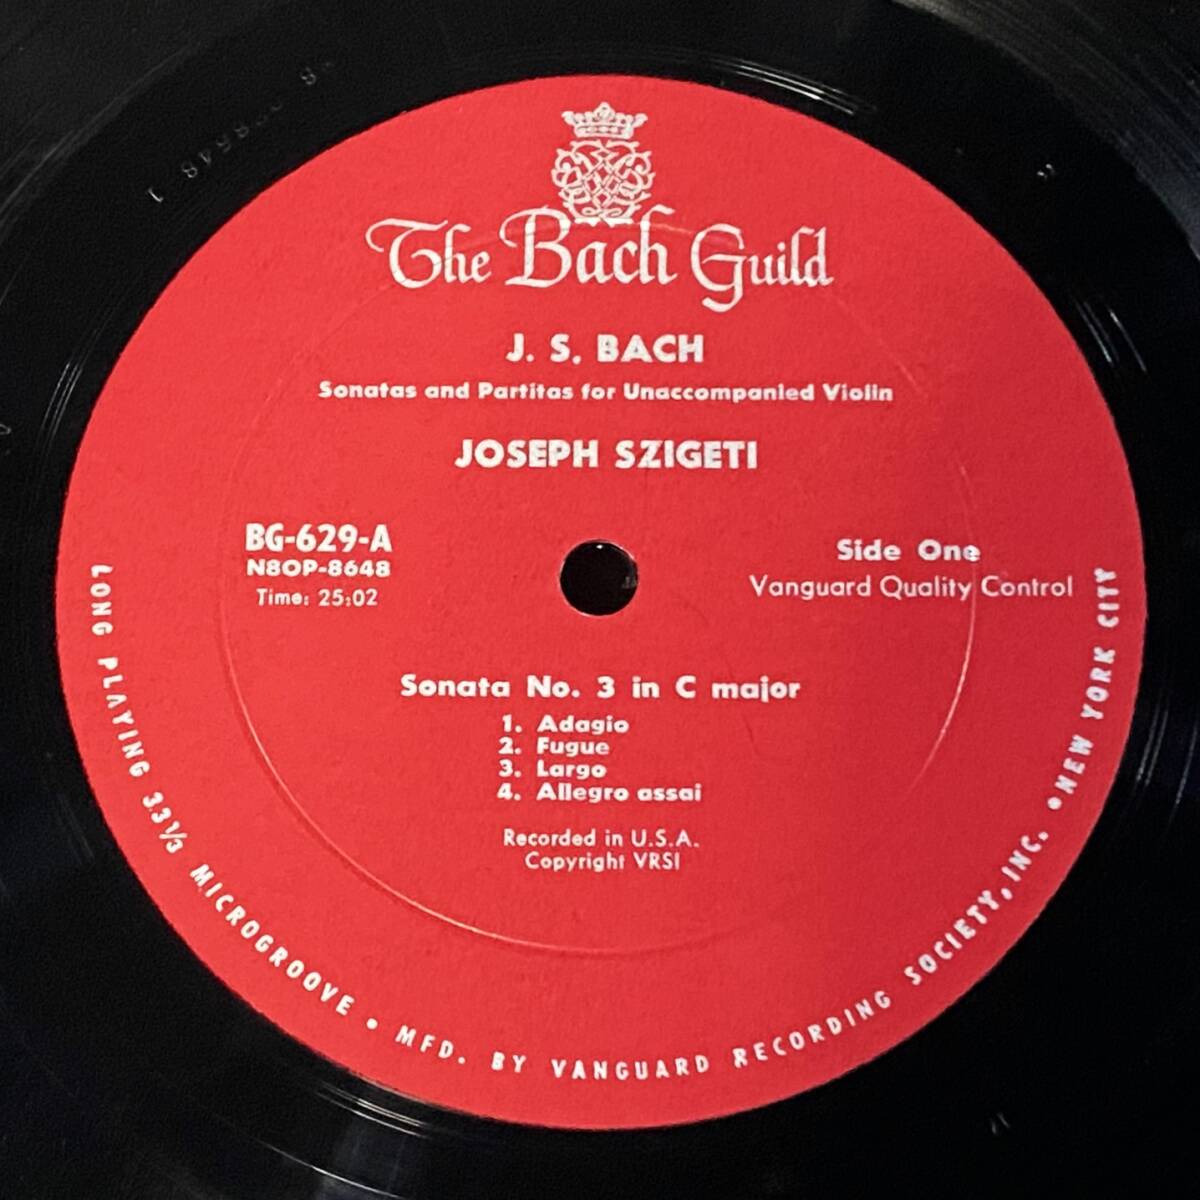 The Bach Guild
J. S. BACH
Sonatas and Partitas for Unaccompanied Violin
JOSEPH SZIGETI
BG-629-A
N8OP-8648
Time: 25:02
Side One
Vanguard Quality Control
Sonata No. 3 in C major
1. Adagio
2. Fugue
3. Largo
4. Allegro assai
Recorded in U.S.A.
Copyright VRSI
LONG PLAYING 33⅓ MICROGROOVE • MFD. BY VANGUARD RECORDING SOCIETY, INC. • NEW YORK CITY